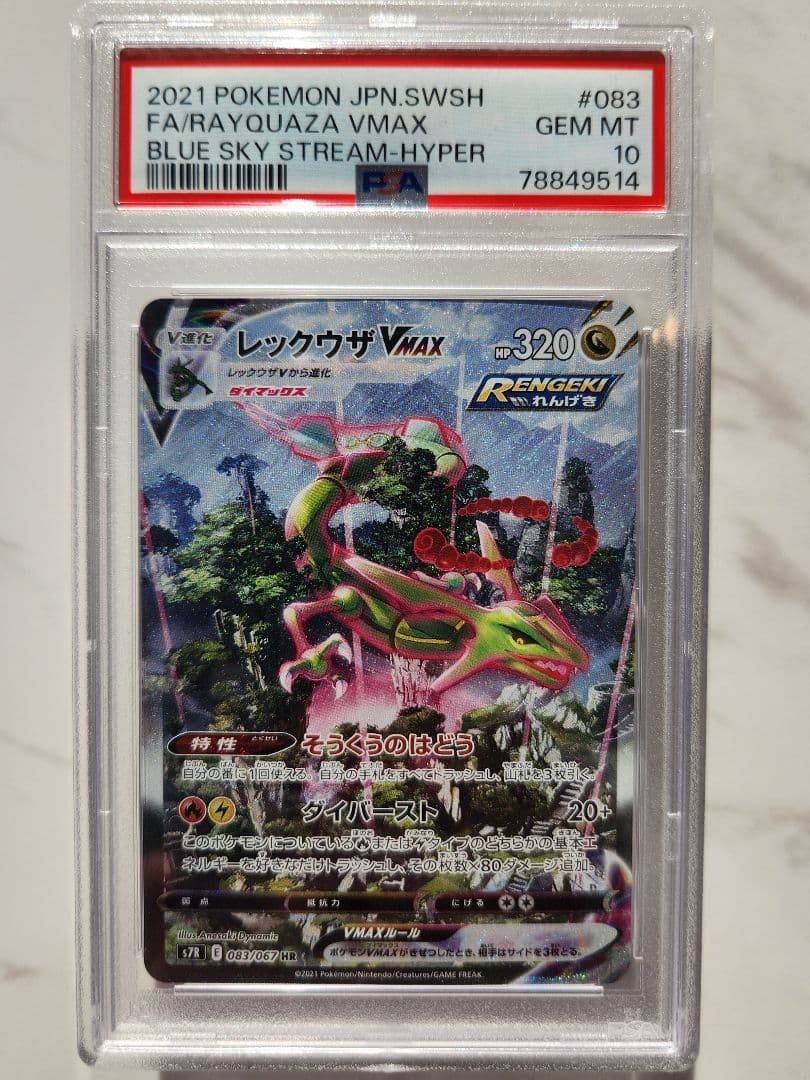 2021 POKEMON JPN.SWSH #083
FA/RAYQUAZA VMAX GEM MT
BLUE SKY STREAM-HYPER 10
PSA 78849514
V進化 レックウザVMAX HP320
レックウザVから進化
ダイマックス
RENGEKI
れんげき
特性 とくせい そうくうのはどう
自分の番に1回使える。自分の手札をすべてトラッシュし、山札を3枚引く。
ダイバースト 20+
このポケモンについている または タイプのどちらかの基本エ
ネルギーを好きなだけトラッシュし、その枚数×80ダメージ追加。
弱点 抵抗力 にげる
Illus. Anesaki Dynamic VMAXルール
s7R E 083/067 HR ポケモンVMAXがきぜつしたとき、相手はサイドを3枚とる。
©2021 Pokémon/Nintendo/Creatures/GAME FREAK.